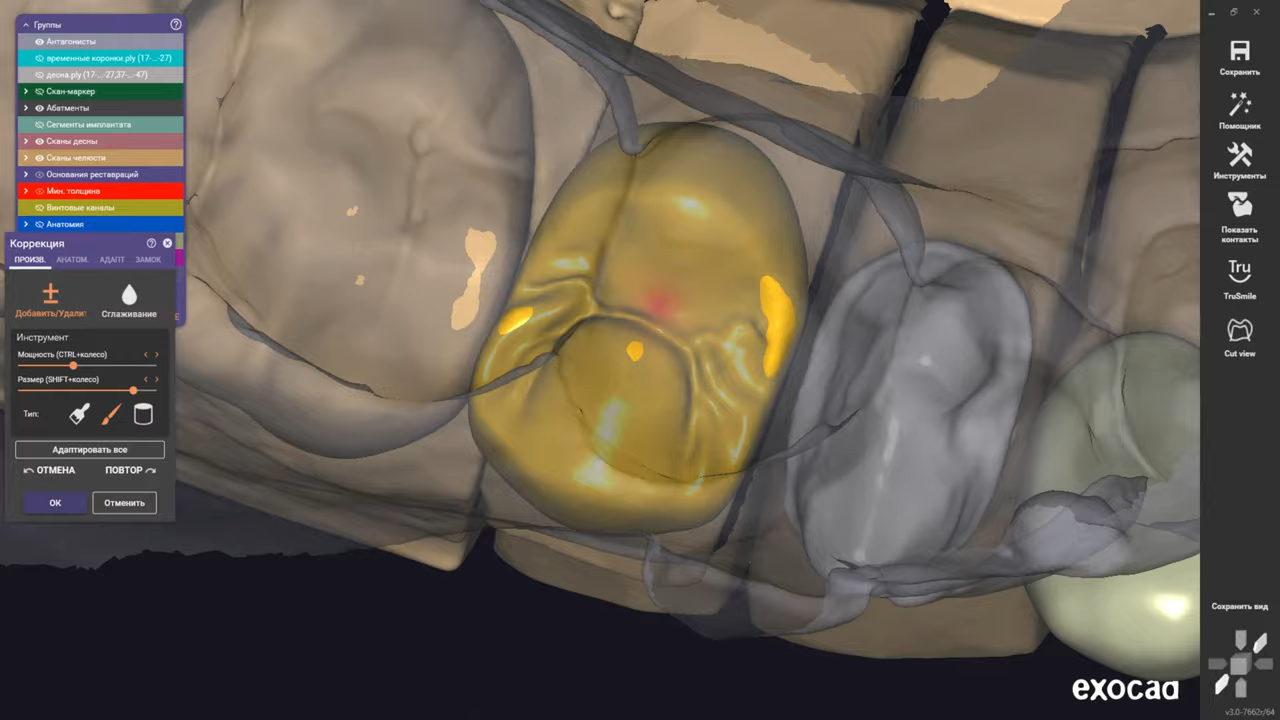 Группы
Антагонисты
временные коронки.ply (17-...-27)
десна.ply (17-...-27,37-...-47)
Скан-маркер
Абатменты
Сегменты имплантата
Сканы десны
Сканы челюсти
Основания реставраций
Мин. толщина
Винтовые каналы
Анатомия
Коррекция
ПРОИЗВ. АНАТОМ. АДАПТ ЗАМОК
Добавить/Удали Сглаживание
Инструмент
Мощность (CTRL+колесо)
Размер (SHIFT+колесо)
Тип:
Адаптировать все
ОТМЕНА ПОВТОР
ОК Отменить
Сохранить
Помощник
Инструменты
Показать
контакты
Tru
TruSmile
Cut view
Сохранить вид
exocad
v3.0-7662r/64